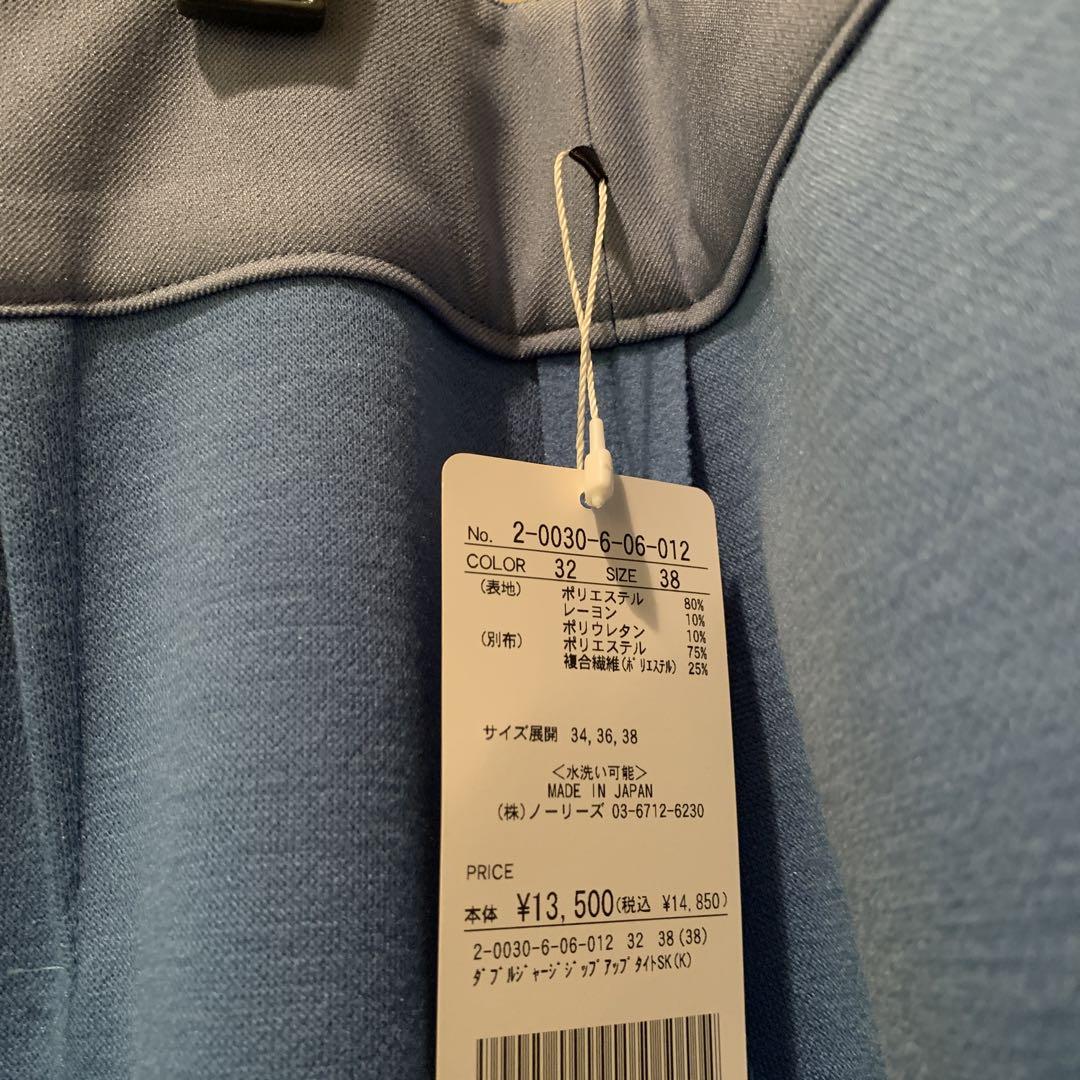 No. 2-0030-6-06-012
COLOR 32 SIZE 38
(表地) ポリエステル 80%
レーヨン 10%
ポリウレタン 10%
(別布) ポリエステル 75%
複合繊維(ﾎﾟﾘｴｽﾃﾙ) 25%
サイズ展開 34,36,38
<水洗い可能>
MADE IN JAPAN
(株)ノーリーズ 03-6712-6230
PRICE
本体 ¥13,500(税込 ¥14,850)
2-0030-6-06-012 32 38(38)
ﾀﾞﾌﾞﾙｼﾞｬｰｼﾞｼﾞｯﾌﾟｱｯﾌﾟﾀｲﾄSK(K)